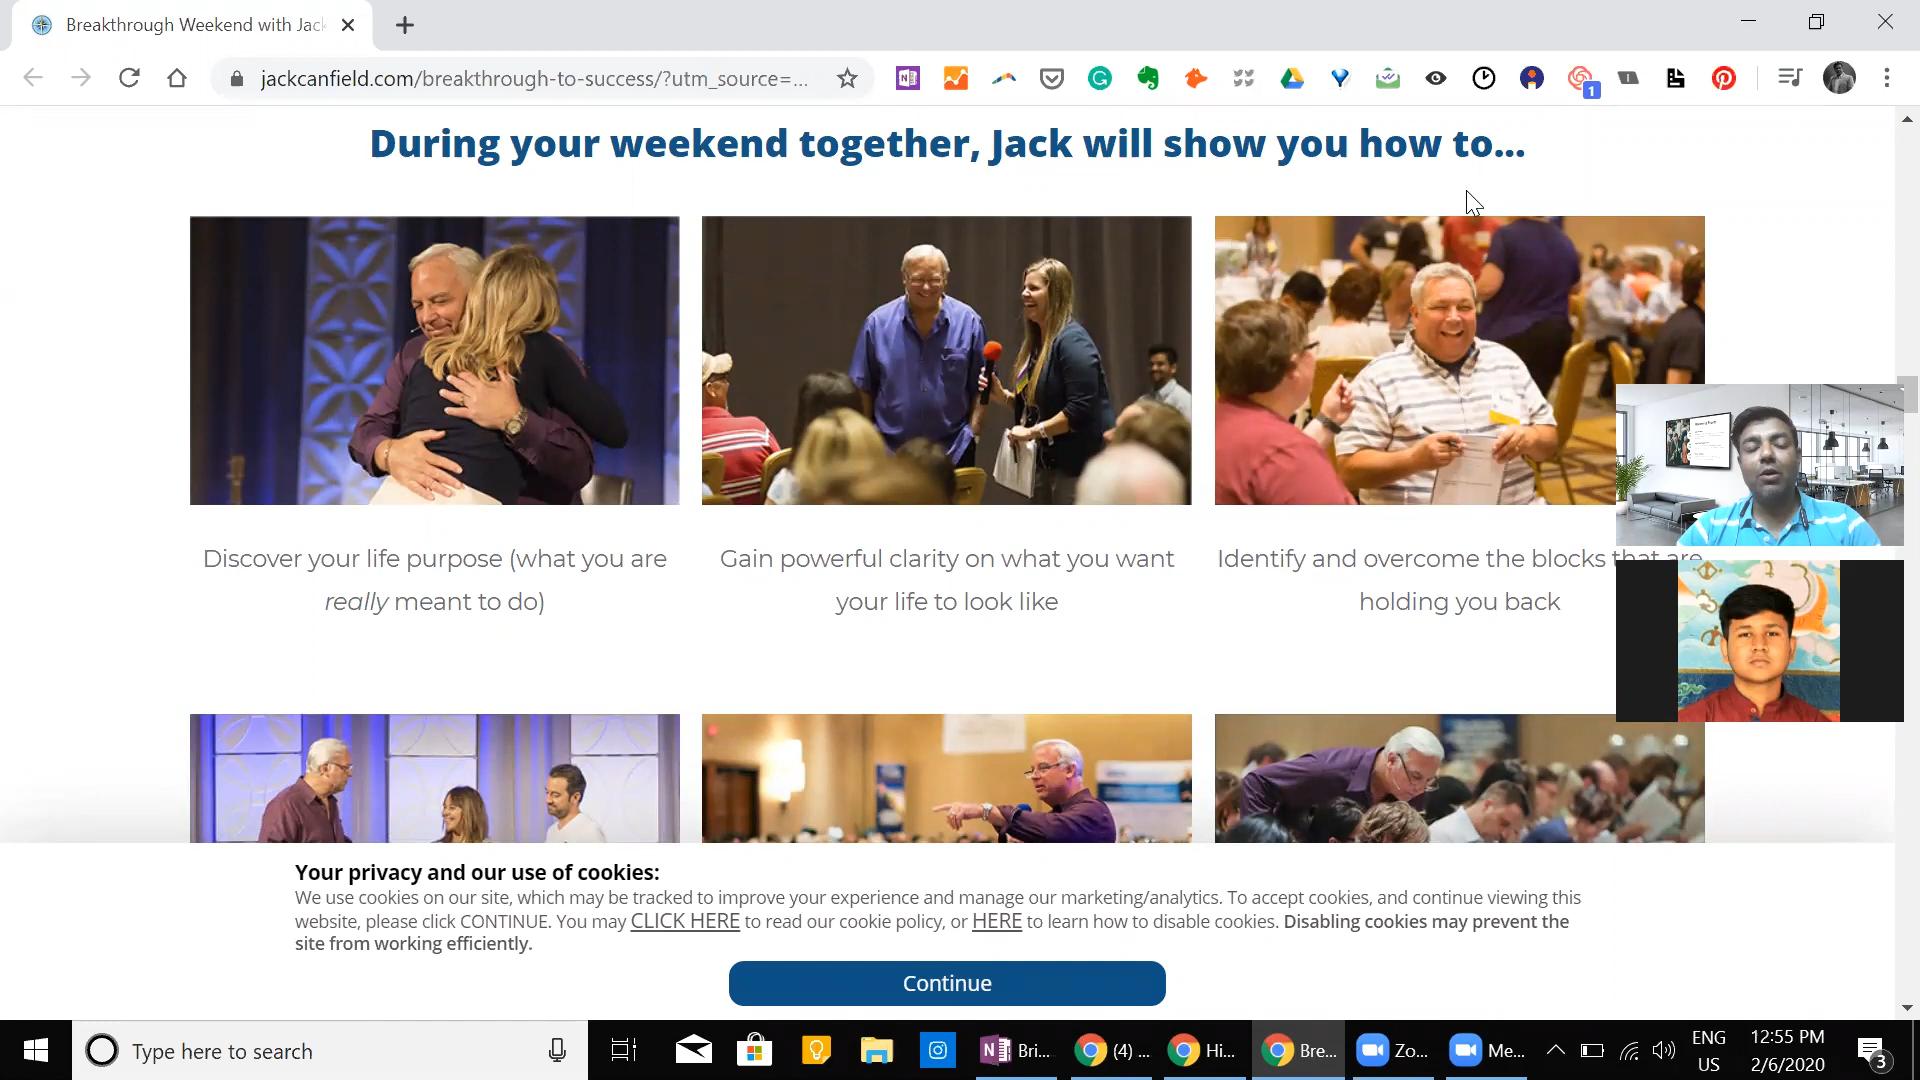 Breakthrough Weekend with Jac
jackcanfield.com/breakthrough-to-success/?utm_source=...
1
During your weekend together, Jack will show you how to...
Discover your life purpose (what you are
really meant to do)
Gain powerful clarity on what you want
your life to look like
Identify and overcome the blocks that are
holding you back
Your privacy and our use of cookies:
We use cookies on our site, which may be tracked to improve your experience and manage our marketing/analytics. To accept cookies, and continue viewing this
website, please click CONTINUE. You may CLICK HERE to read our cookie policy, or HERE to learn how to disable cookies. Disabling cookies may prevent the
site from working efficiently.
Continue
Type here to search
Bri...
(4) ...
Hi...
Bre...
Zo...
Me...
ENG
US
12:55 PM
2/6/2020
3